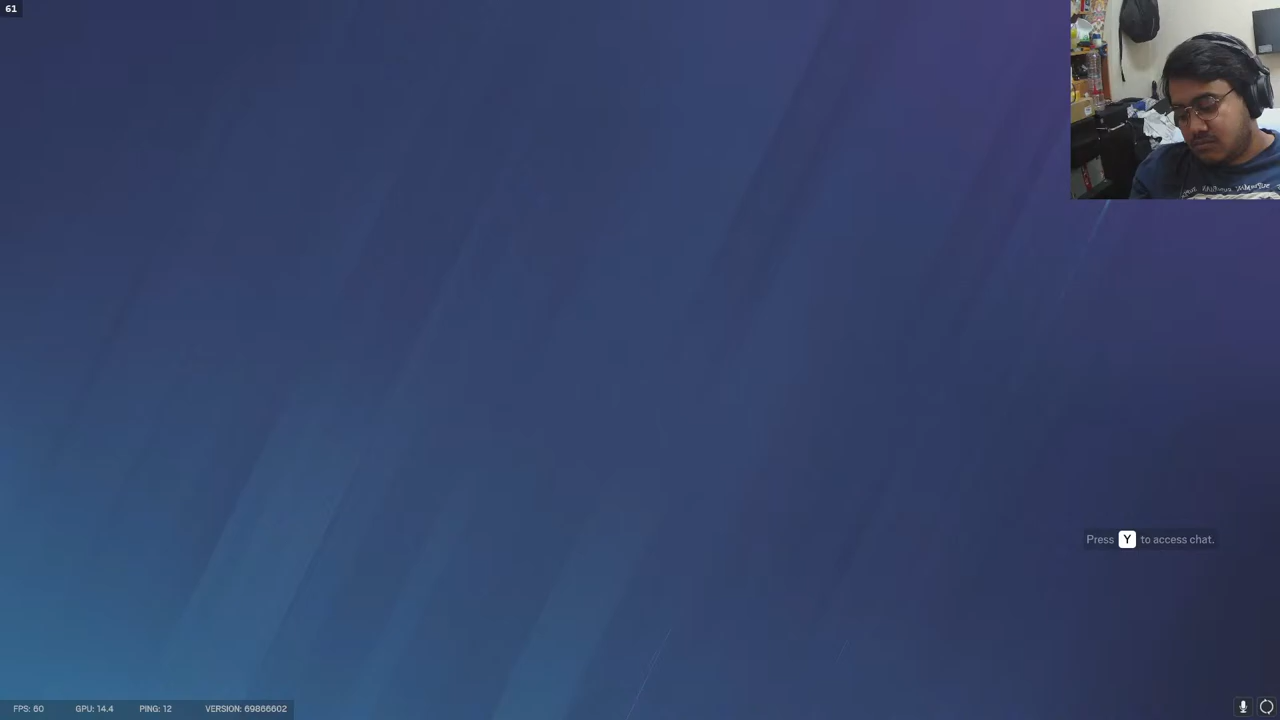 61
Press Y to access chat.
FPS: 60 GPU: 14.4 PING: 12 VERSION: 69866602